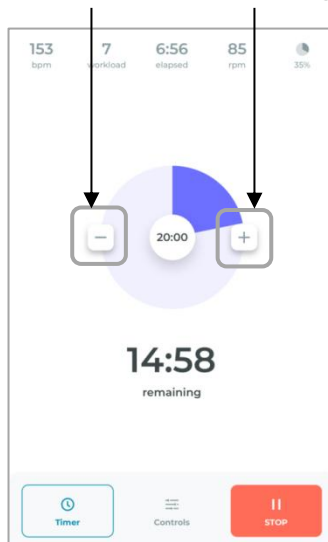 153 7 6:56 85
bpm workload elapsed rpm 35%
20:00
14:58
remaining
Timer Controls STOP